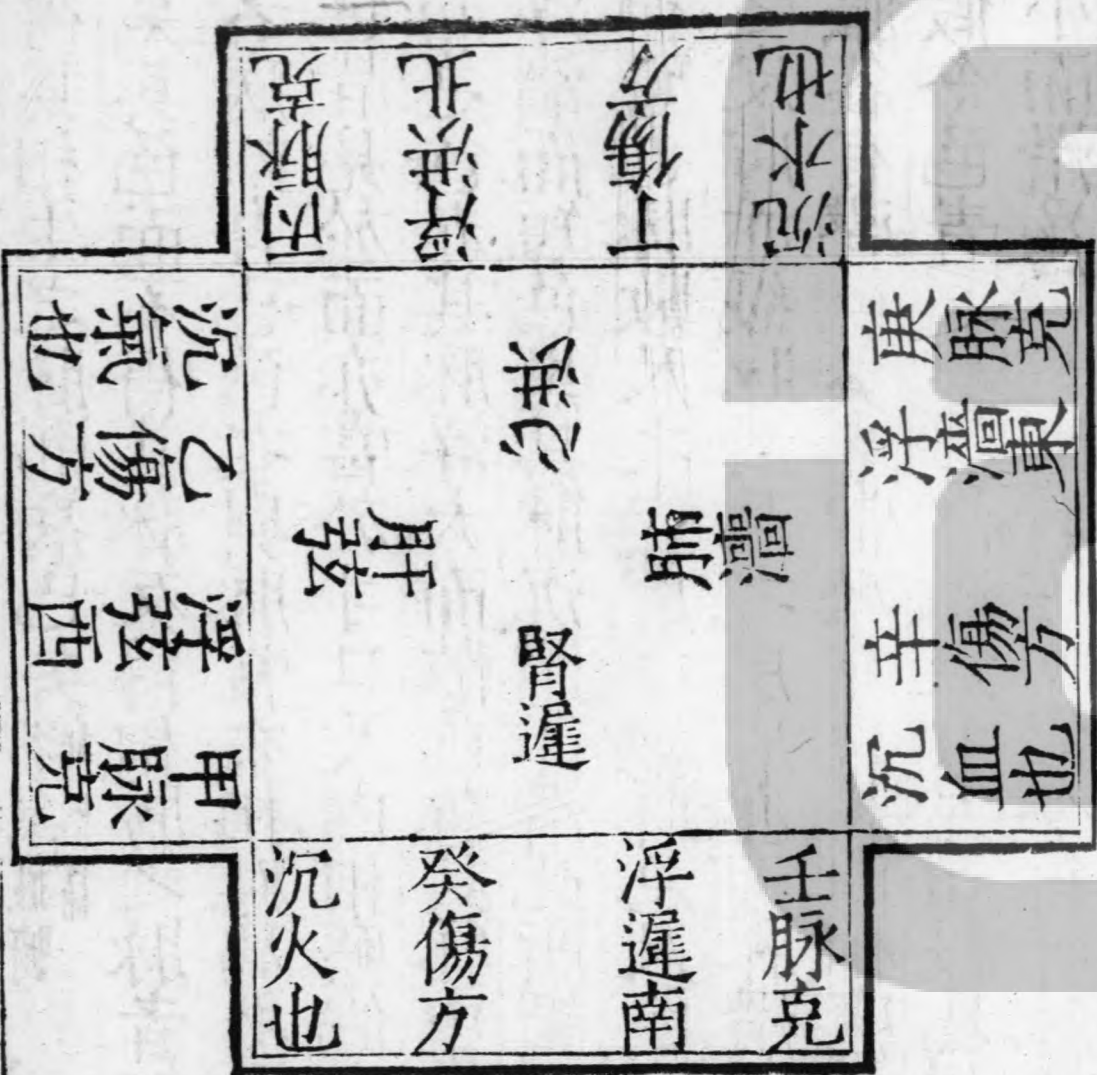 丙脉克
浮洪北
丁傷方
沉水也
庚脉克
浮濇東
辛傷方
沉血也
壬脉克
浮遲南
癸傷方
沉火也
甲脉克
浮弦西
乙傷方
沉氣也
心洪
肺濇
腎遲
肝弦